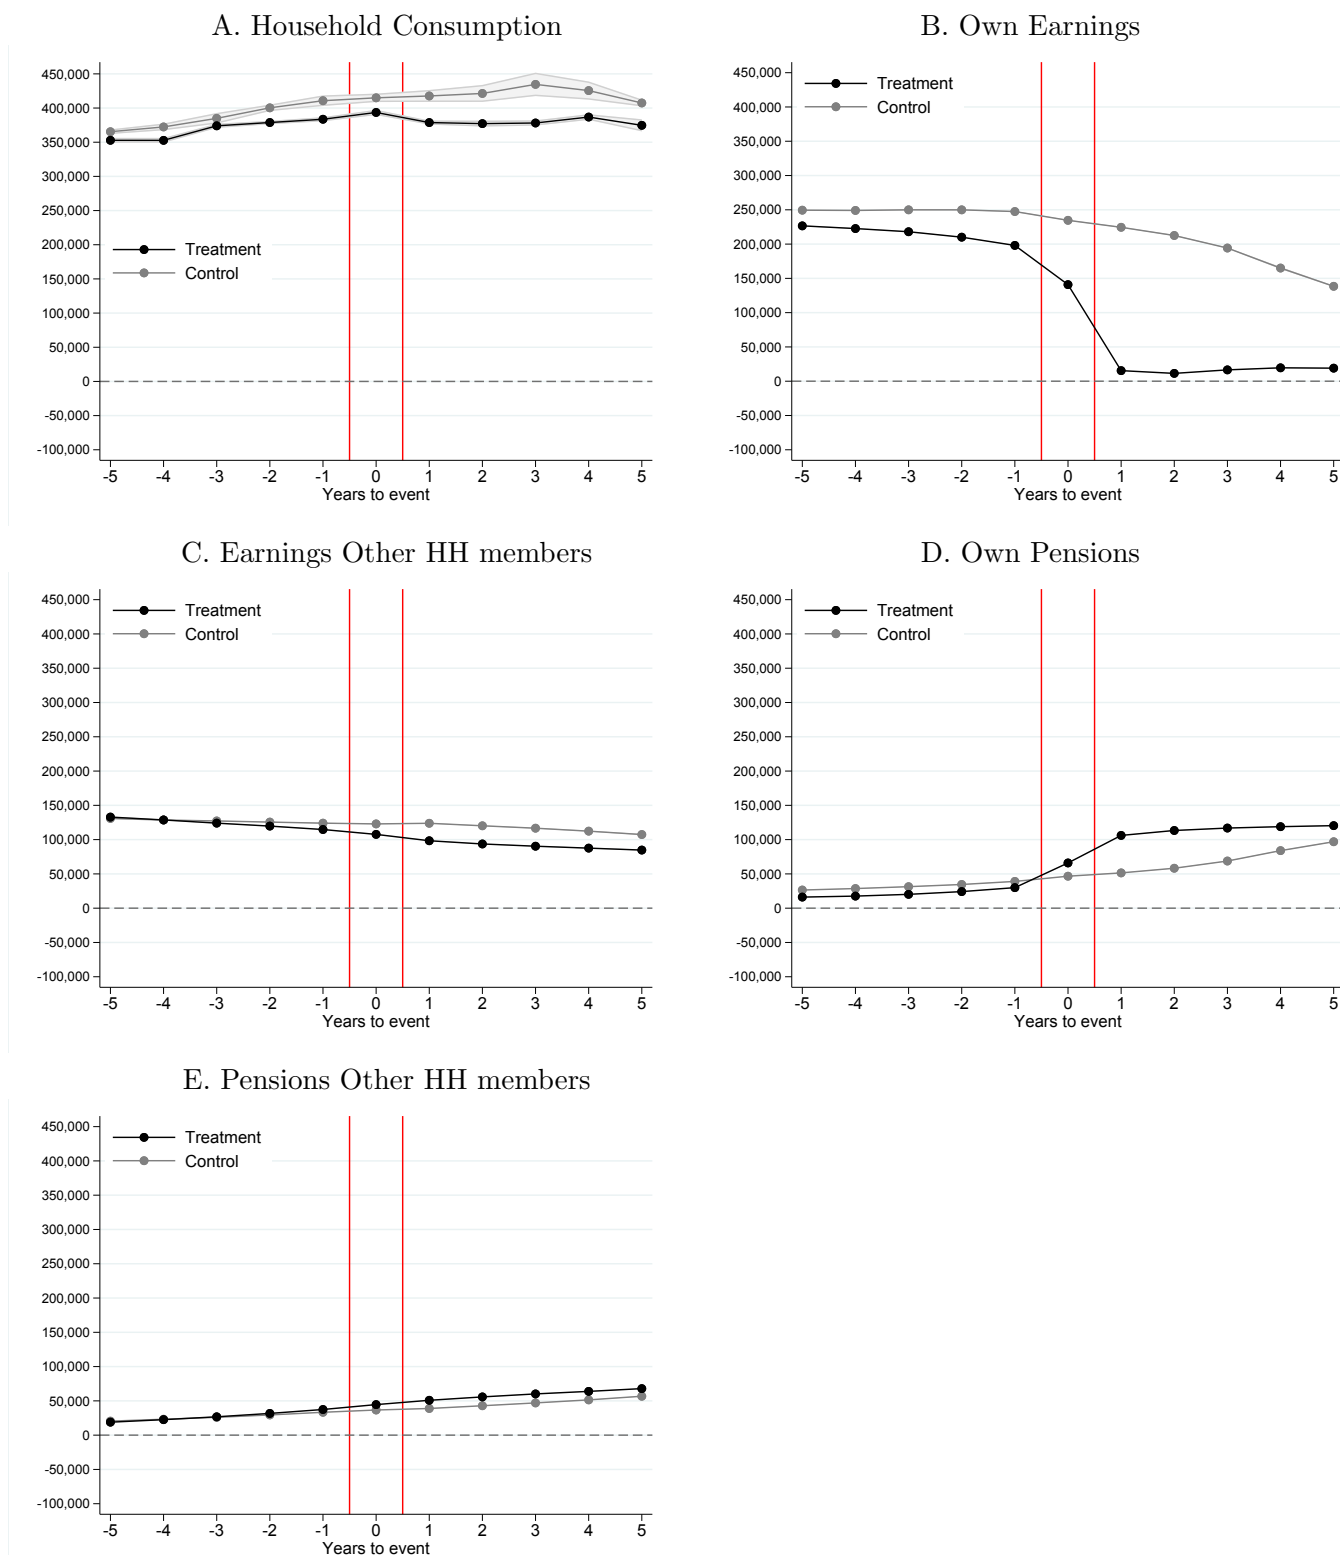 A. Household Consumption
450,000
400,000
350,000
300,000
250,000
200,000
150,000
100,000
50,000
0
-50,000
-100,000
Treatment
Control
-5 -4 -3 -2 -1 0 1 2 3 4 5
Years to event
B. Own Earnings
450,000
400,000
350,000
300,000
250,000
200,000
150,000
100,000
50,000
0
-50,000
-100,000
Treatment
Control
-5 -4 -3 -2 -1 0 1 2 3 4 5
Years to event
C. Earnings Other HH members
450,000
400,000
350,000
300,000
250,000
200,000
150,000
100,000
50,000
0
-50,000
-100,000
Treatment
Control
-5 -4 -3 -2 -1 0 1 2 3 4 5
Years to event
D. Own Pensions
450,000
400,000
350,000
300,000
250,000
200,000
150,000
100,000
50,000
0
-50,000
-100,000
Treatment
Control
-5 -4 -3 -2 -1 0 1 2 3 4 5
Years to event
E. Pensions Other HH members
450,000
400,000
350,000
300,000
250,000
200,000
150,000
100,000
50,000
0
-50,000
-100,000
Treatment
Control
-5 -4 -3 -2 -1 0 1 2 3 4 5
Years to event